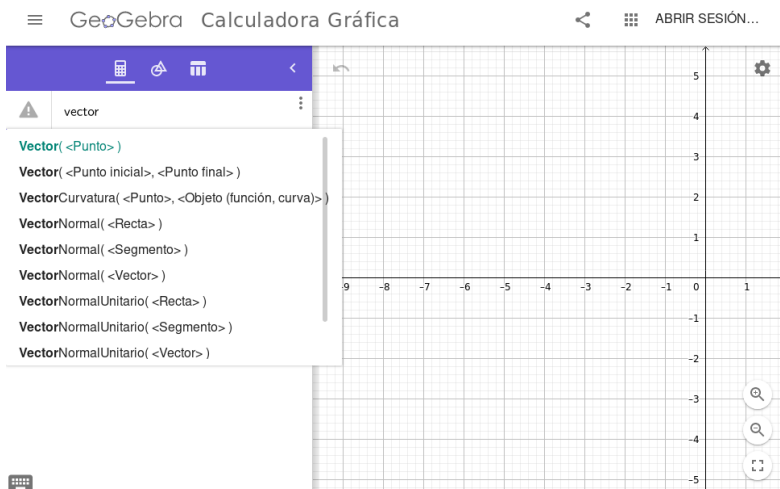 GeoGebra Calculadora Gráfica
ABRIR SESIÓN...
vector
Vector( <Punto> )
Vector( <Punto inicial>, <Punto final> )
VectorCurvatura( <Punto>, <Objeto (función, curva)> )
VectorNormal( <Recta> )
VectorNormal( <Segmento> )
VectorNormal( <Vector> )
VectorNormalUnitario( <Recta> )
VectorNormalUnitario( <Segmento> )
VectorNormalUnitario( <Vector> )
5
4
3
2
1
-9 -8 -7 -6 -5 -4 -3 -2 -1 0 1
-1
-2
-3
-4
-5